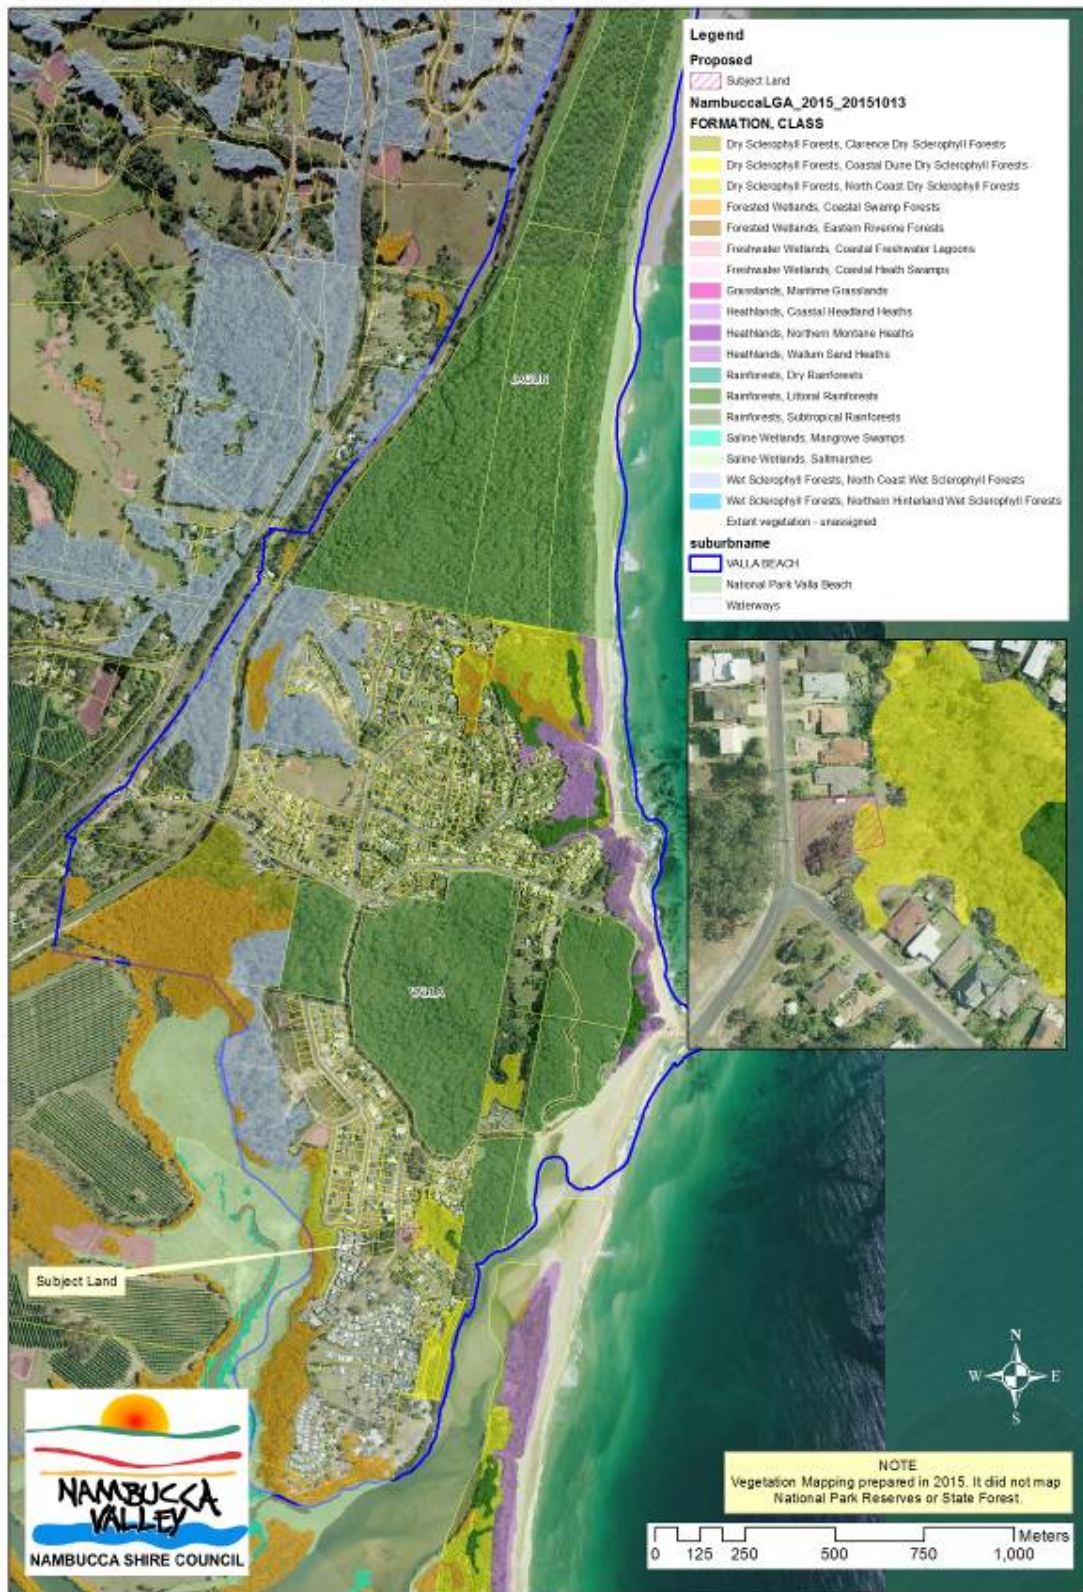 Legend
Proposed
Subject Land
NambuccaLGA_2015_20151013
FORMATION, CLASS
Dry Sclerophyll Forests, Clarence Dry Sclerophyll Forests
Dry Sclerophyll Forests, Coastal Dune Dry Sclerophyll Forests
Dry Sclerophyll Forests, North Coast Dry Sclerophyll Forests
Forested Wetlands, Coastal Swamp Forests
Forested Wetlands, Eastern Riverine Forests
Freshwater Wetlands, Coastal Freshwater Lagoons
Freshwater Wetlands, Coastal Heath Swamps
Grasslands, Maritime Grasslands
Heathlands, Coastal Headland Heaths
Heathlands, Northern Montane Heaths
Heathlands, Wallum Sand Heaths
Rainforests, Dry Rainforests
Rainforests, Littoral Rainforests
Rainforests, Subtropical Rainforests
Saline Wetlands, Mangrove Swamps
Saline Wetlands, Saltmarshes
Wet Sclerophyll Forests, North Coast Wet Sclerophyll Forests
Wet Sclerophyll Forests, Northern Hinterland Wet Sclerophyll Forests
Extant vegetation - unassigned
suburbname
VALLA BEACH
National Park Valla Beach
Waterways
VALLA
Subject Land
N
W E
S
NAMBUCCA
VALLEY
NAMBUCCA SHIRE COUNCIL
NOTE
Vegetation Mapping prepared in 2015. It did not map
National Park Reserves or State Forest.
Meters
0 125 250 500 750 1,000